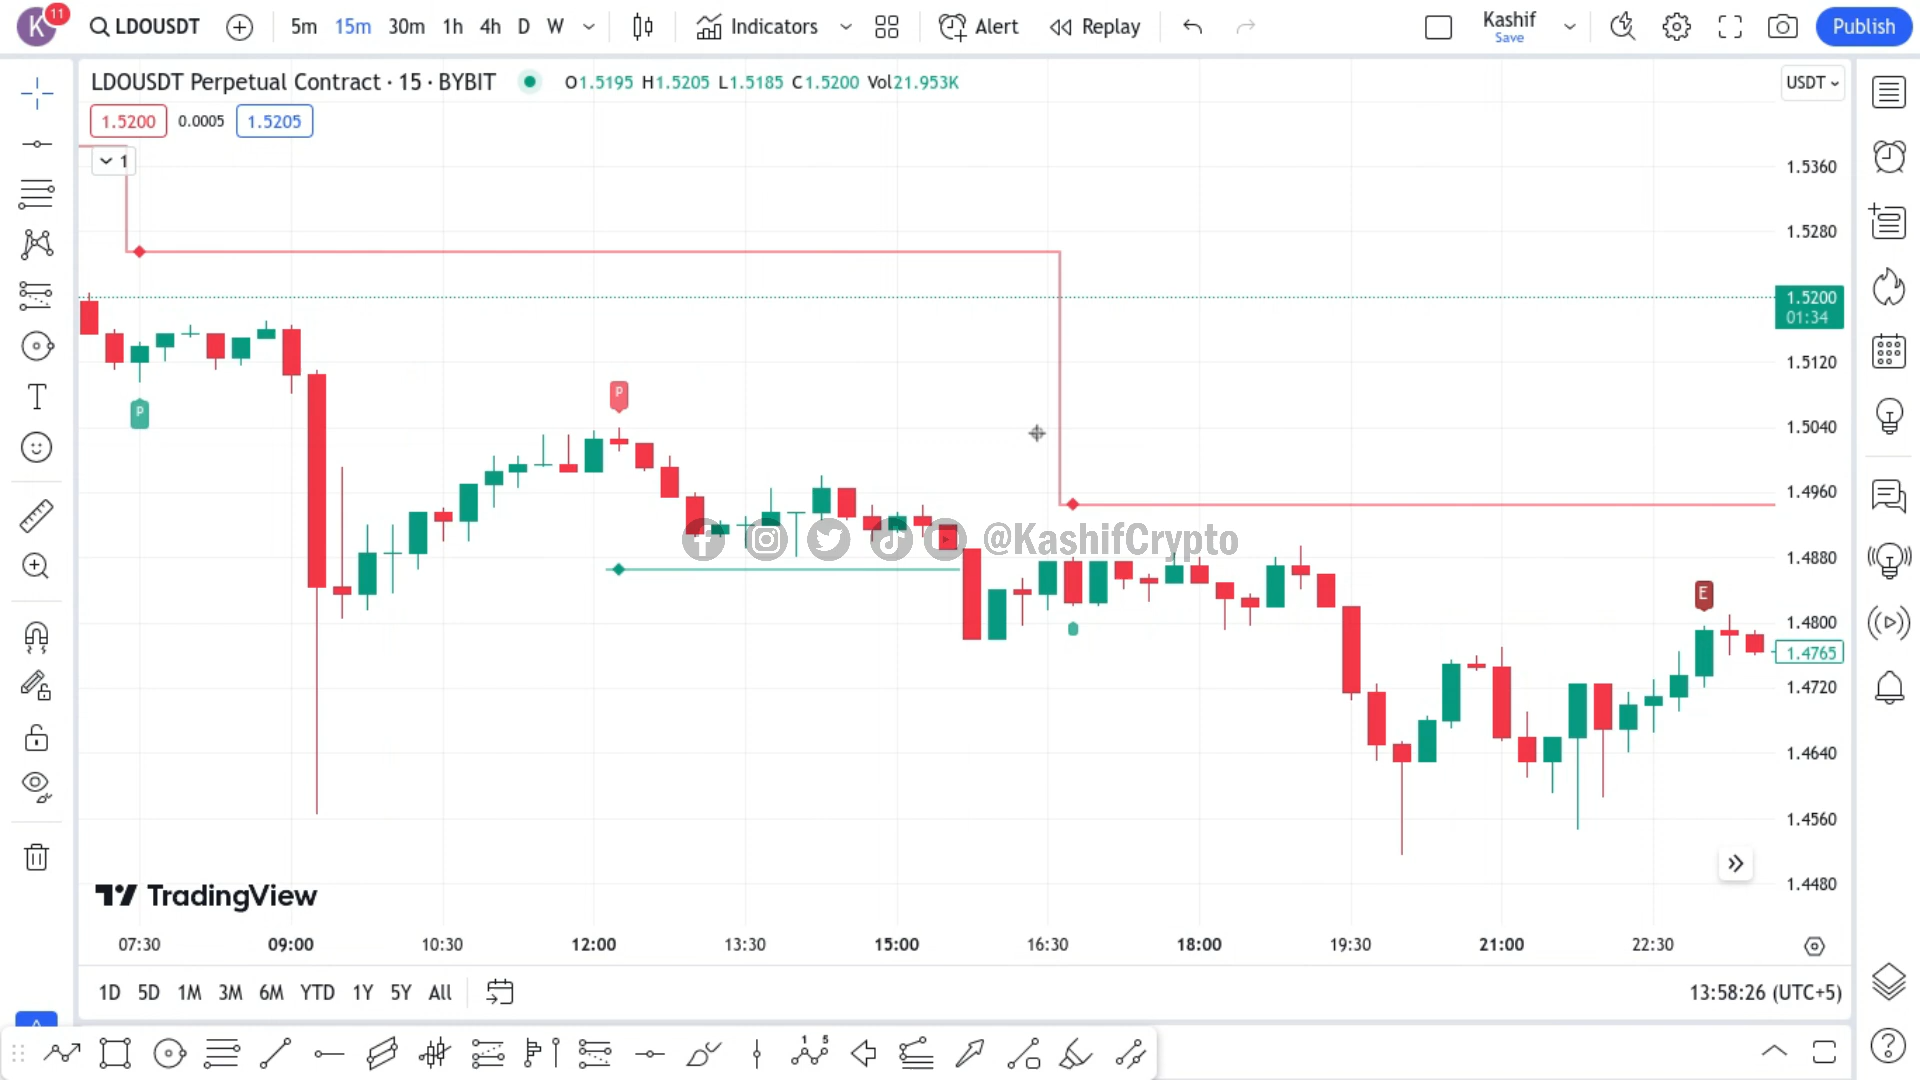 K 11 LDOUSDT 5m 15m 30m 1h 4h D W Indicators Alert Replay Kashif Save Publish
LDOUSDT Perpetual Contract · 15 · BYBIT O1.5195 H1.5205 L1.5185 C1.5200 Vol21.953K USDT
1.5200 0.0005 1.5205
1
1.5360
1.5280
1.5200
01:34
1.5120
P
P
1.5040
1.4960
@KashifCrypto
1.4880
E
1.4800
1.4765
1.4720
1.4640
1.4560
1.4480
TradingView
07:30 09:00 10:30 12:00 13:30 15:00 16:30 18:00 19:30 21:00 22:30
1D 5D 1M 3M 6M YTD 1Y 5Y All 13:58:26 (UTC+5)
1 5